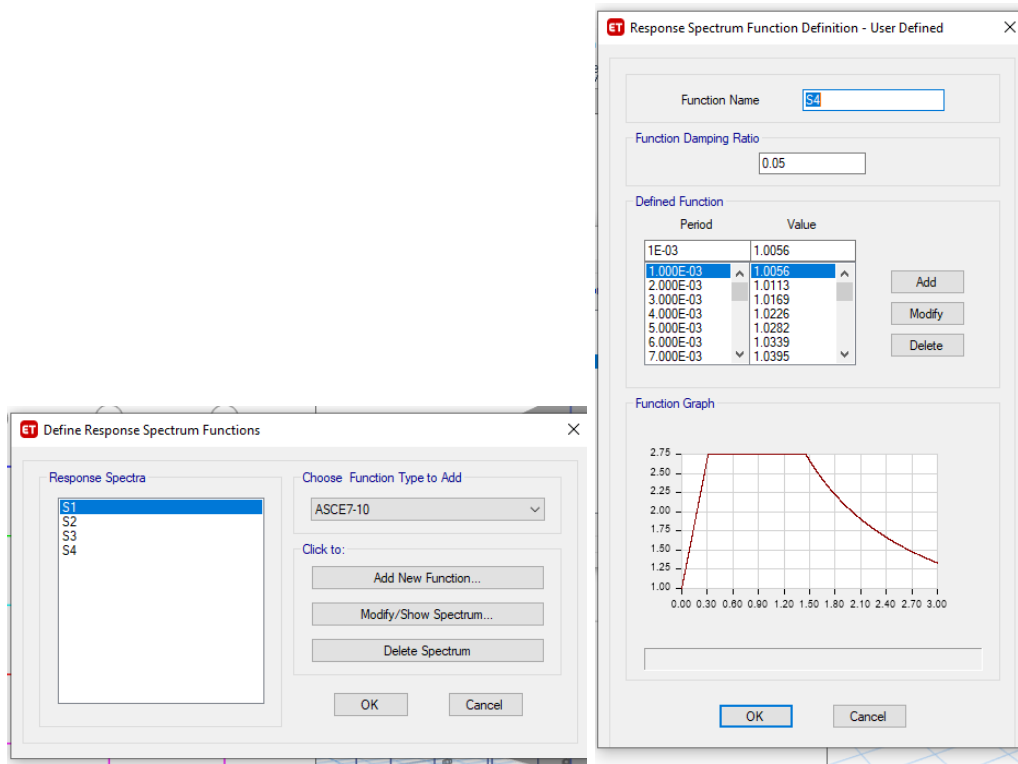 ET Response Spectrum Function Definition - User Defined
Function Name S4
Function Damping Ratio
0.05
Defined Function
Period Value
1E-03 1.0056
1.000E-03 1.0056
2.000E-03 1.0113
3.000E-03 1.0169
4.000E-03 1.0226
5.000E-03 1.0282
6.000E-03 1.0339
7.000E-03 1.0395
Add
Modify
Delete
Function Graph
2.75
2.50
2.25
2.00
1.75
1.50
1.25
1.00
0.00 0.30 0.60 0.90 1.20 1.50 1.80 2.10 2.40 2.70 3.00
OK Cancel
ET Define Response Spectrum Functions
Response Spectra
S1
S2
S3
S4
Choose Function Type to Add
ASCE7-10
Click to:
Add New Function...
Modify/Show Spectrum...
Delete Spectrum
OK Cancel